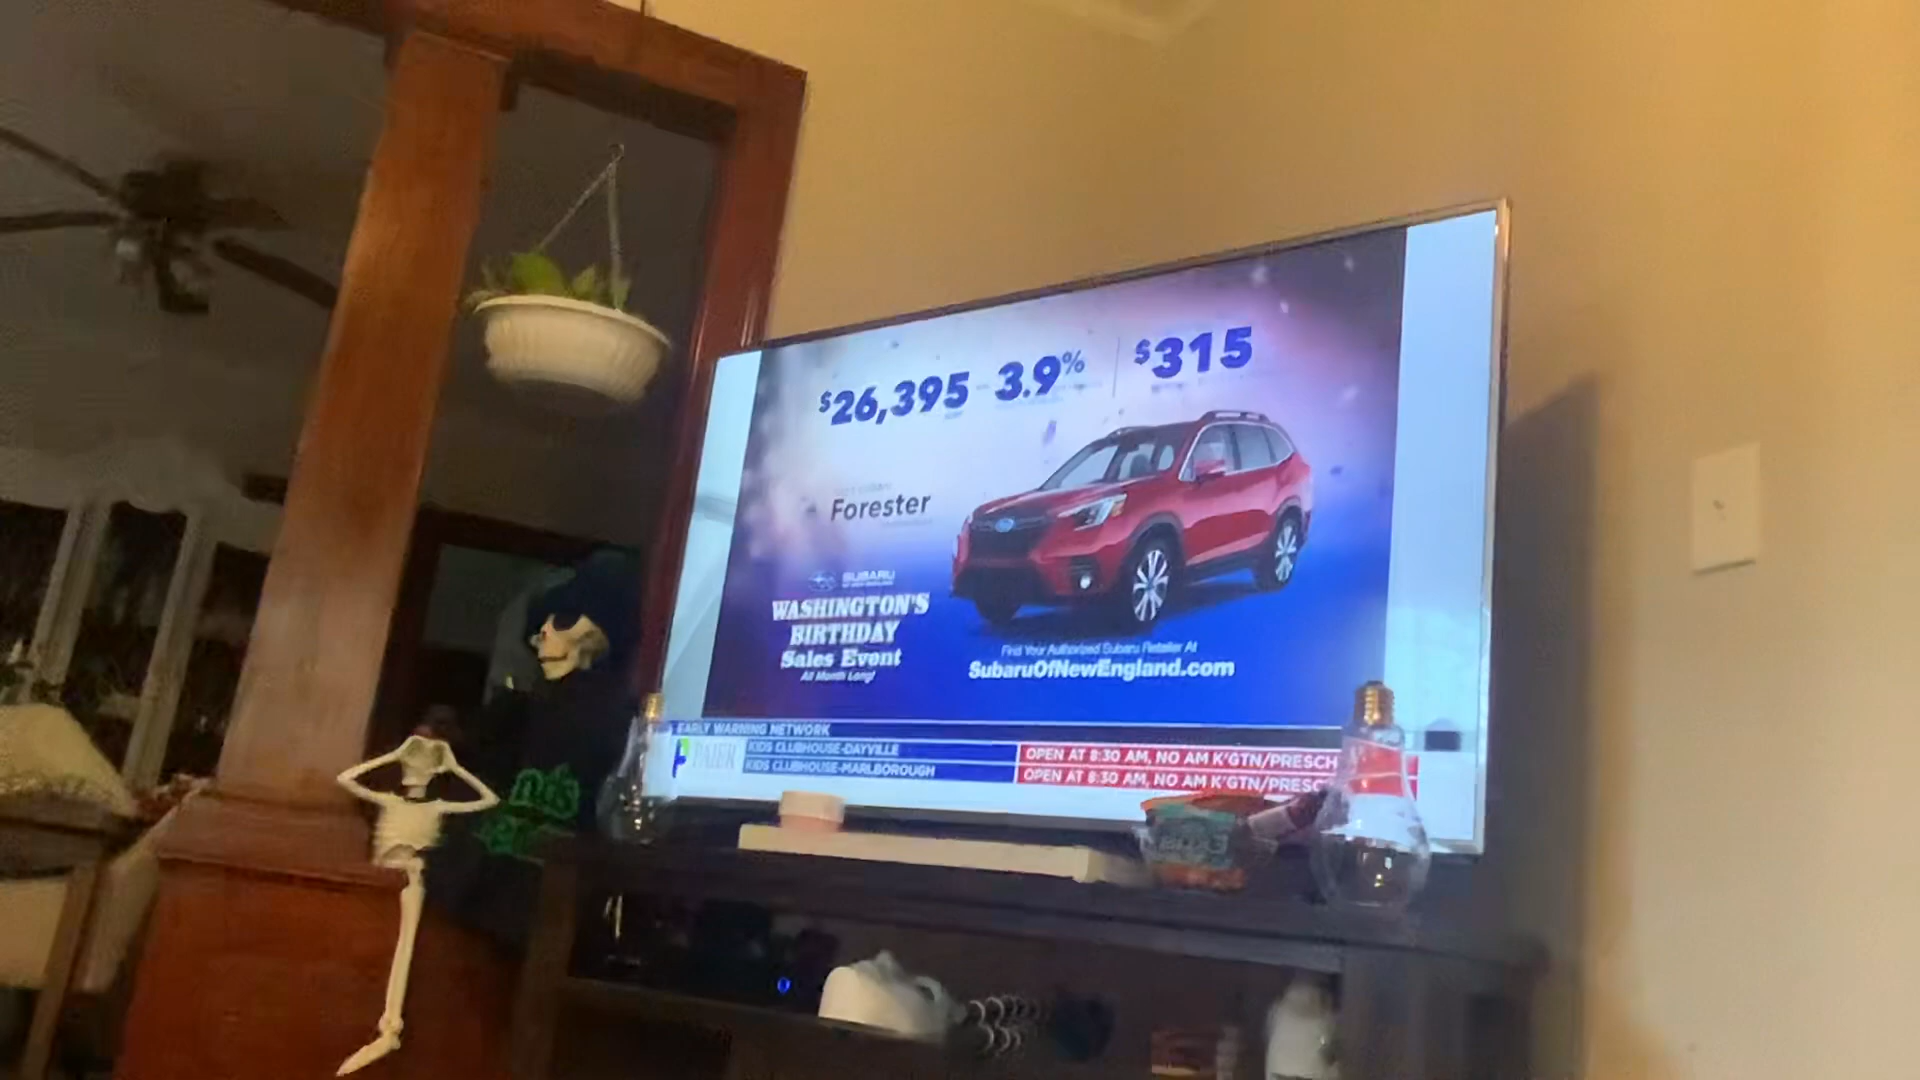 $26,395 3.9% $315
Forester
SUBARU
WASHINGTON'S
BIRTHDAY
Sales Event
All Month Long!
Find Your Authorized Subaru Retailer At
SubaruOfNewEngland.com
EARLY WARNING NETWORK
PAIER
KIDS CLUBHOUSE-DAYVILLE
OPEN AT 8:30 AM, NO AM K'GTN/PRESCH
KIDS CLUBHOUSE-MARLBOROUGH
OPEN AT 8:30 AM, NO AM K'GTN/PRESC